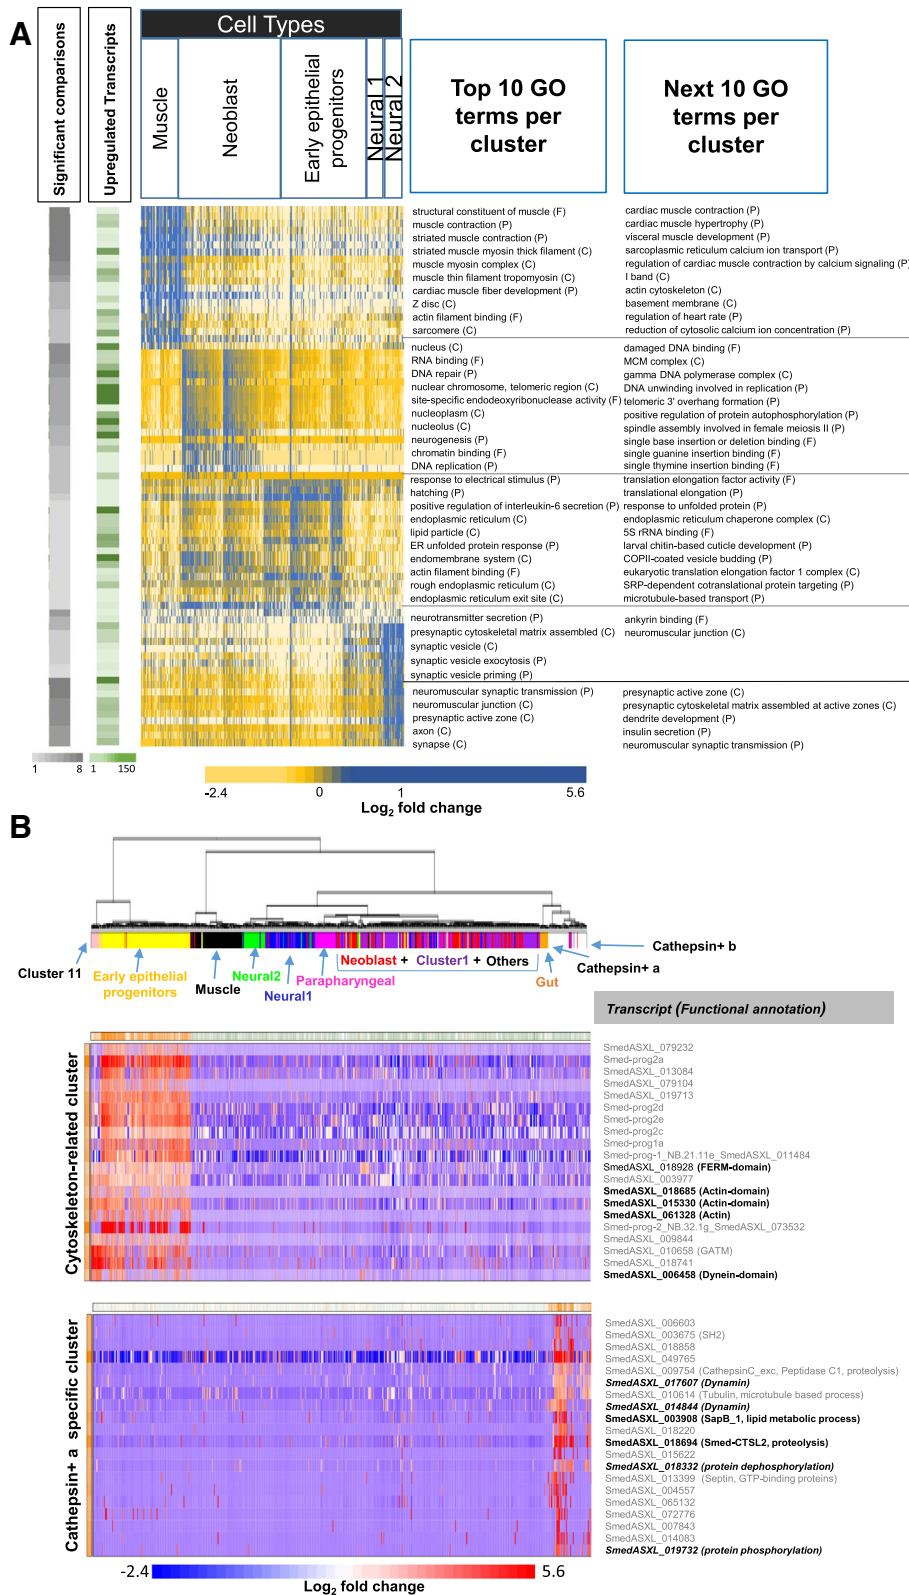 A
Significant comparisons
Upregulated Transcripts
Cell Types
Muscle
Neoblast
Early epithelial progenitors
Neural 1
Neural 2
Top 10 GO terms per cluster
Next 10 GO terms per cluster
structural constituent of muscle (F)
muscle contraction (P)
striated muscle contraction (P)
striated muscle myosin thick filament (C)
muscle myosin complex (C)
muscle thin filament tropomyosin (C)
cardiac muscle fiber development (P)
Z disc (C)
actin filament binding (F)
sarcomere (C)
cardiac muscle contraction (P)
cardiac muscle hypertrophy (P)
visceral muscle development (P)
sarcoplasmic reticulum calcium ion transport (P)
regulation of cardiac muscle contraction by calcium signaling (P)
I band (C)
actin cytoskeleton (C)
basement membrane (C)
regulation of heart rate (P)
reduction of cytosolic calcium ion concentration (P)
nucleus (C)
RNA binding (F)
DNA repair (P)
nuclear chromosome, telomeric region (C)
site-specific endodeoxyribonuclease activity (F)
nucleoplasm (C)
nucleolus (C)
neurogenesis (P)
chromatin binding (F)
DNA replication (P)
damaged DNA binding (F)
MCM complex (C)
gamma DNA polymerase complex (C)
DNA unwinding involved in replication (P)
telomeric 3' overhang formation (P)
positive regulation of protein autophosphorylation (P)
spindle assembly involved in female meiosis II (P)
single base insertion or deletion binding (F)
single guanine insertion binding (F)
single thymine insertion binding (F)
response to electrical stimulus (P)
hatching (P)
positive regulation of interleukin-6 secretion (P)
endoplasmic reticulum (C)
lipid particle (C)
ER unfolded protein response (P)
endomembrane system (C)
actin filament binding (F)
rough endoplasmic reticulum (C)
endoplasmic reticulum exit site (C)
translation elongation factor activity (F)
translational elongation (P)
response to unfolded protein (P)
endoplasmic reticulum chaperone complex (C)
5S rRNA binding (F)
larval chitin-based cuticle development (P)
COPII-coated vesicle budding (P)
eukaryotic translation elongation factor 1 complex (C)
SRP-dependent cotranslational protein targeting (P)
microtubule-based transport (P)
neurotransmitter secretion (P)
presynaptic cytoskeletal matrix assembled (C)
synaptic vesicle (C)
synaptic vesicle exocytosis (P)
synaptic vesicle priming (P)
ankyrin binding (F)
neuromuscular junction (C)
neuromuscular synaptic transmission (P)
neuromuscular junction (C)
presynaptic active zone (C)
axon (C)
synapse (C)
presynaptic active zone (C)
presynaptic cytoskeletal matrix assembled at active zones (C)
dendrite development (P)
insulin secretion (P)
neuromuscular synaptic transmission (P)
1 8
1 150
-2.4 0 1 5.6
Log2 fold change
B
Cluster 11
Early epithelial progenitors
Muscle
Neural2
Neural1
Parapharyngeal
Neoblast + Cluster1 + Others
Gut
Cathepsin+ a
Cathepsin+ b
Transcript (Functional annotation)
Cytoskeleton-related cluster
SmedASXL_079232
Smed-prog2a
SmedASXL_013084
SmedASXL_079104
SmedASXL_019713
Smed-prog2d
Smed-prog2e
Smed-prog2c
Smed-prog1a
Smed-prog-1_NB.21.11e_SmedASXL_011484
SmedASXL_018928 (FERM-domain)
SmedASXL_003977
SmedASXL_018685 (Actin-domain)
SmedASXL_015330 (Actin-domain)
SmedASXL_061328 (Actin)
Smed-prog-2_NB.32.1g_SmedASXL_073532
SmedASXL_009844
SmedASXL_010658 (GATM)
SmedASXL_018741
SmedASXL_006458 (Dynein-domain)
Cathepsin+ a specific cluster
SmedASXL_006603
SmedASXL_003675 (SH2)
SmedASXL_018858
SmedASXL_049765
SmedASXL_009754 (CathepsinC_exc, Peptidase C1, proteolysis)
SmedASXL_017607 (Dynamin)
SmedASXL_010614 (Tubulin, microtubule based process)
SmedASXL_014844 (Dynamin)
SmedASXL_003908 (SapB_1, lipid metabolic process)
SmedASXL_018220
SmedASXL_018694 (Smed-CTSL2, proteolysis)
SmedASXL_015622
SmedASXL_018332 (protein dephosphorylation)
SmedASXL_013399 (Septin, GTP-binding proteins)
SmedASXL_004557
SmedASXL_065132
SmedASXL_072776
SmedASXL_007843
SmedASXL_014083
SmedASXL_019732 (protein phosphorylation)
-2.4 5.6
Log2 fold change